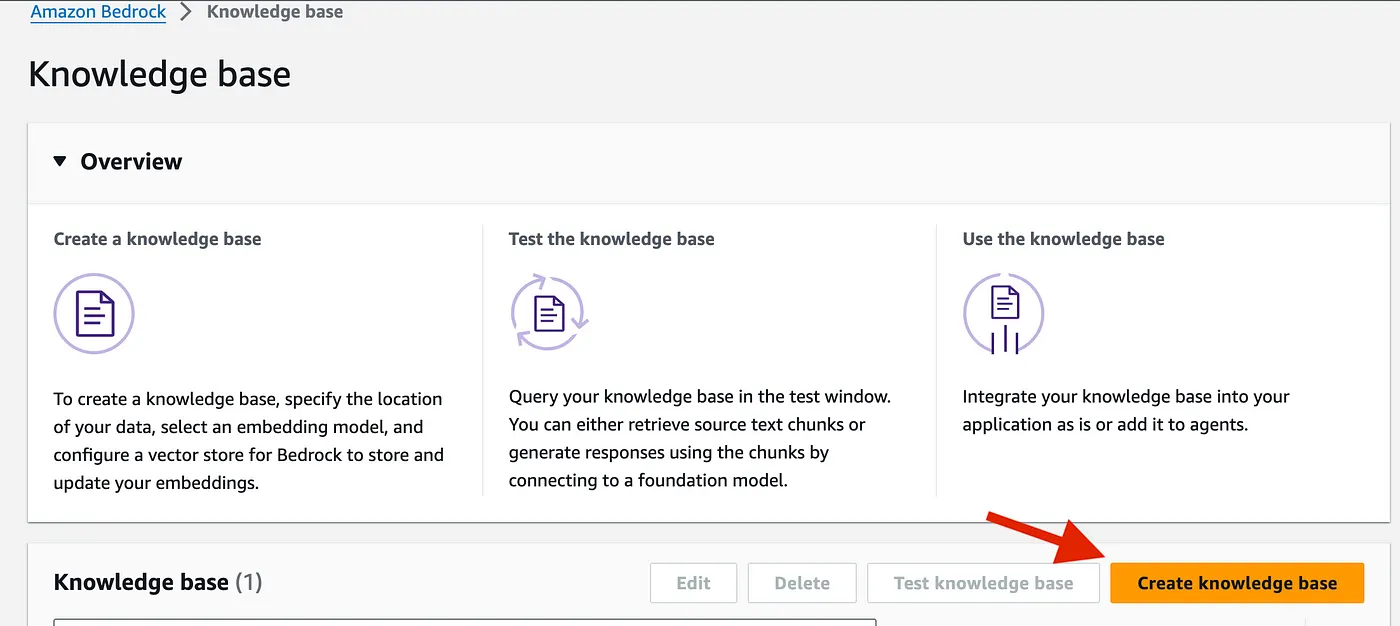 Amazon Bedrock > Knowledge base
Knowledge base
Overview
Create a knowledge base
To create a knowledge base, specify the location
of your data, select an embedding model, and
configure a vector store for Bedrock to store and
update your embeddings.
Test the knowledge base
Query your knowledge base in the test window.
You can either retrieve source text chunks or
generate responses using the chunks by
connecting to a foundation model.
Use the knowledge base
Integrate your knowledge base into your
application as is or add it to agents.
Knowledge base (1)
Edit
Delete
Test knowledge base
Create knowledge base